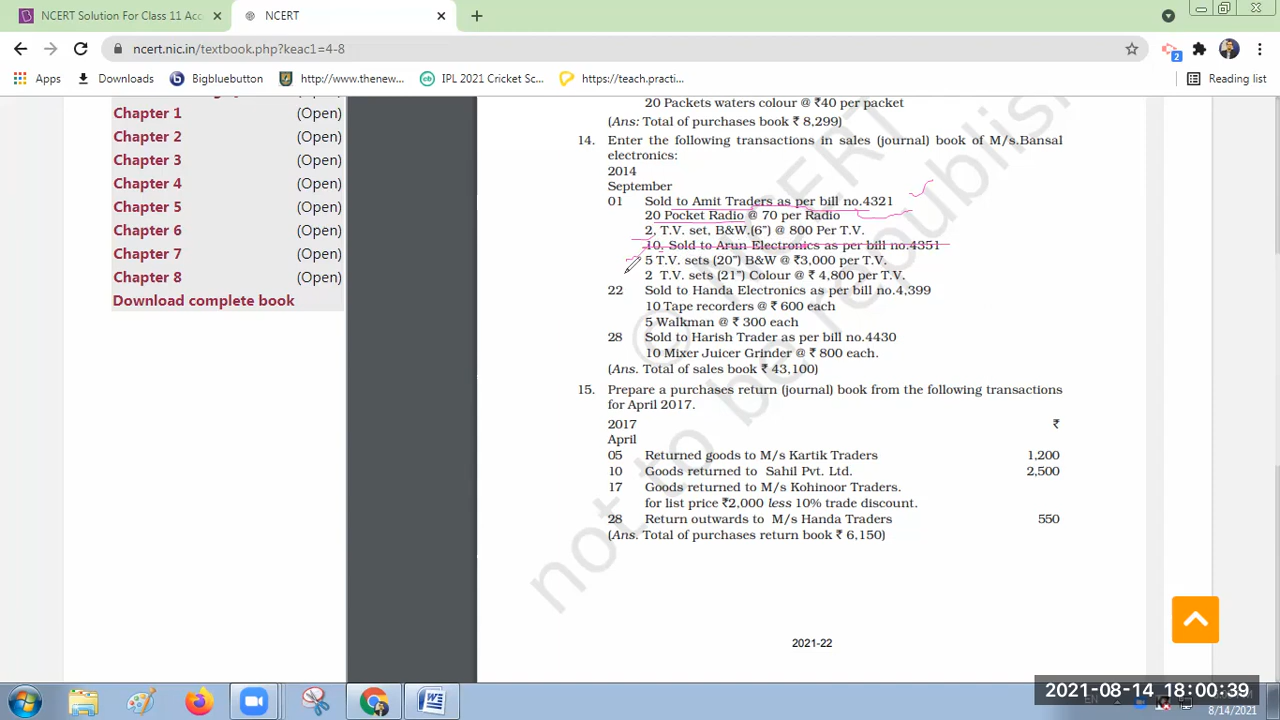 NCERT Solution For Class 11 Acc
NCERT
ncert.nic.in/textbook.php?keac1=4-8
2
Apps
Downloads
Bigbluebutton
http://www.thenew...
IPL 2021 Cricket Sc...
https://teach.practi...
Reading list
Chapter 1 (Open)
Chapter 2 (Open)
Chapter 3 (Open)
Chapter 4 (Open)
Chapter 5 (Open)
Chapter 6 (Open)
Chapter 7 (Open)
Chapter 8 (Open)
Download complete book
20 Packets waters colour @ ₹40 per packet
(Ans: Total of purchases book ₹ 8,299)
14. Enter the following transactions in sales (journal) book of M/s.Bansal
electronics:
2014
September
01 Sold to Amit Traders as per bill no.4321
20 Pocket Radio @ 70 per Radio
2, T.V. set, B&W.(6") @ 800 Per T.V.
10, Sold to Arun Electronics as per bill no.4351
5 T.V. sets (20") B&W @ ₹3,000 per T.V.
2 T.V. sets (21") Colour @ ₹ 4,800 per T.V.
22 Sold to Handa Electronics as per bill no.4,399
10 Tape recorders @ ₹ 600 each
5 Walkman @ ₹ 300 each
28 Sold to Harish Trader as per bill no.4430
10 Mixer Juicer Grinder @ ₹ 800 each.
(Ans. Total of sales book ₹ 43,100)
15. Prepare a purchases return (journal) book from the following transactions
for April 2017.
2017 ₹
April
05 Returned goods to M/s Kartik Traders 1,200
10 Goods returned to Sahil Pvt. Ltd. 2,500
17 Goods returned to M/s Kohinoor Traders.
for list price ₹2,000 less 10% trade discount.
28 Return outwards to M/s Handa Traders 550
(Ans. Total of purchases return book ₹ 6,150)
© NCERT
not to be republished
2021-22
2021-08-14 18:00:39
8/14/2021